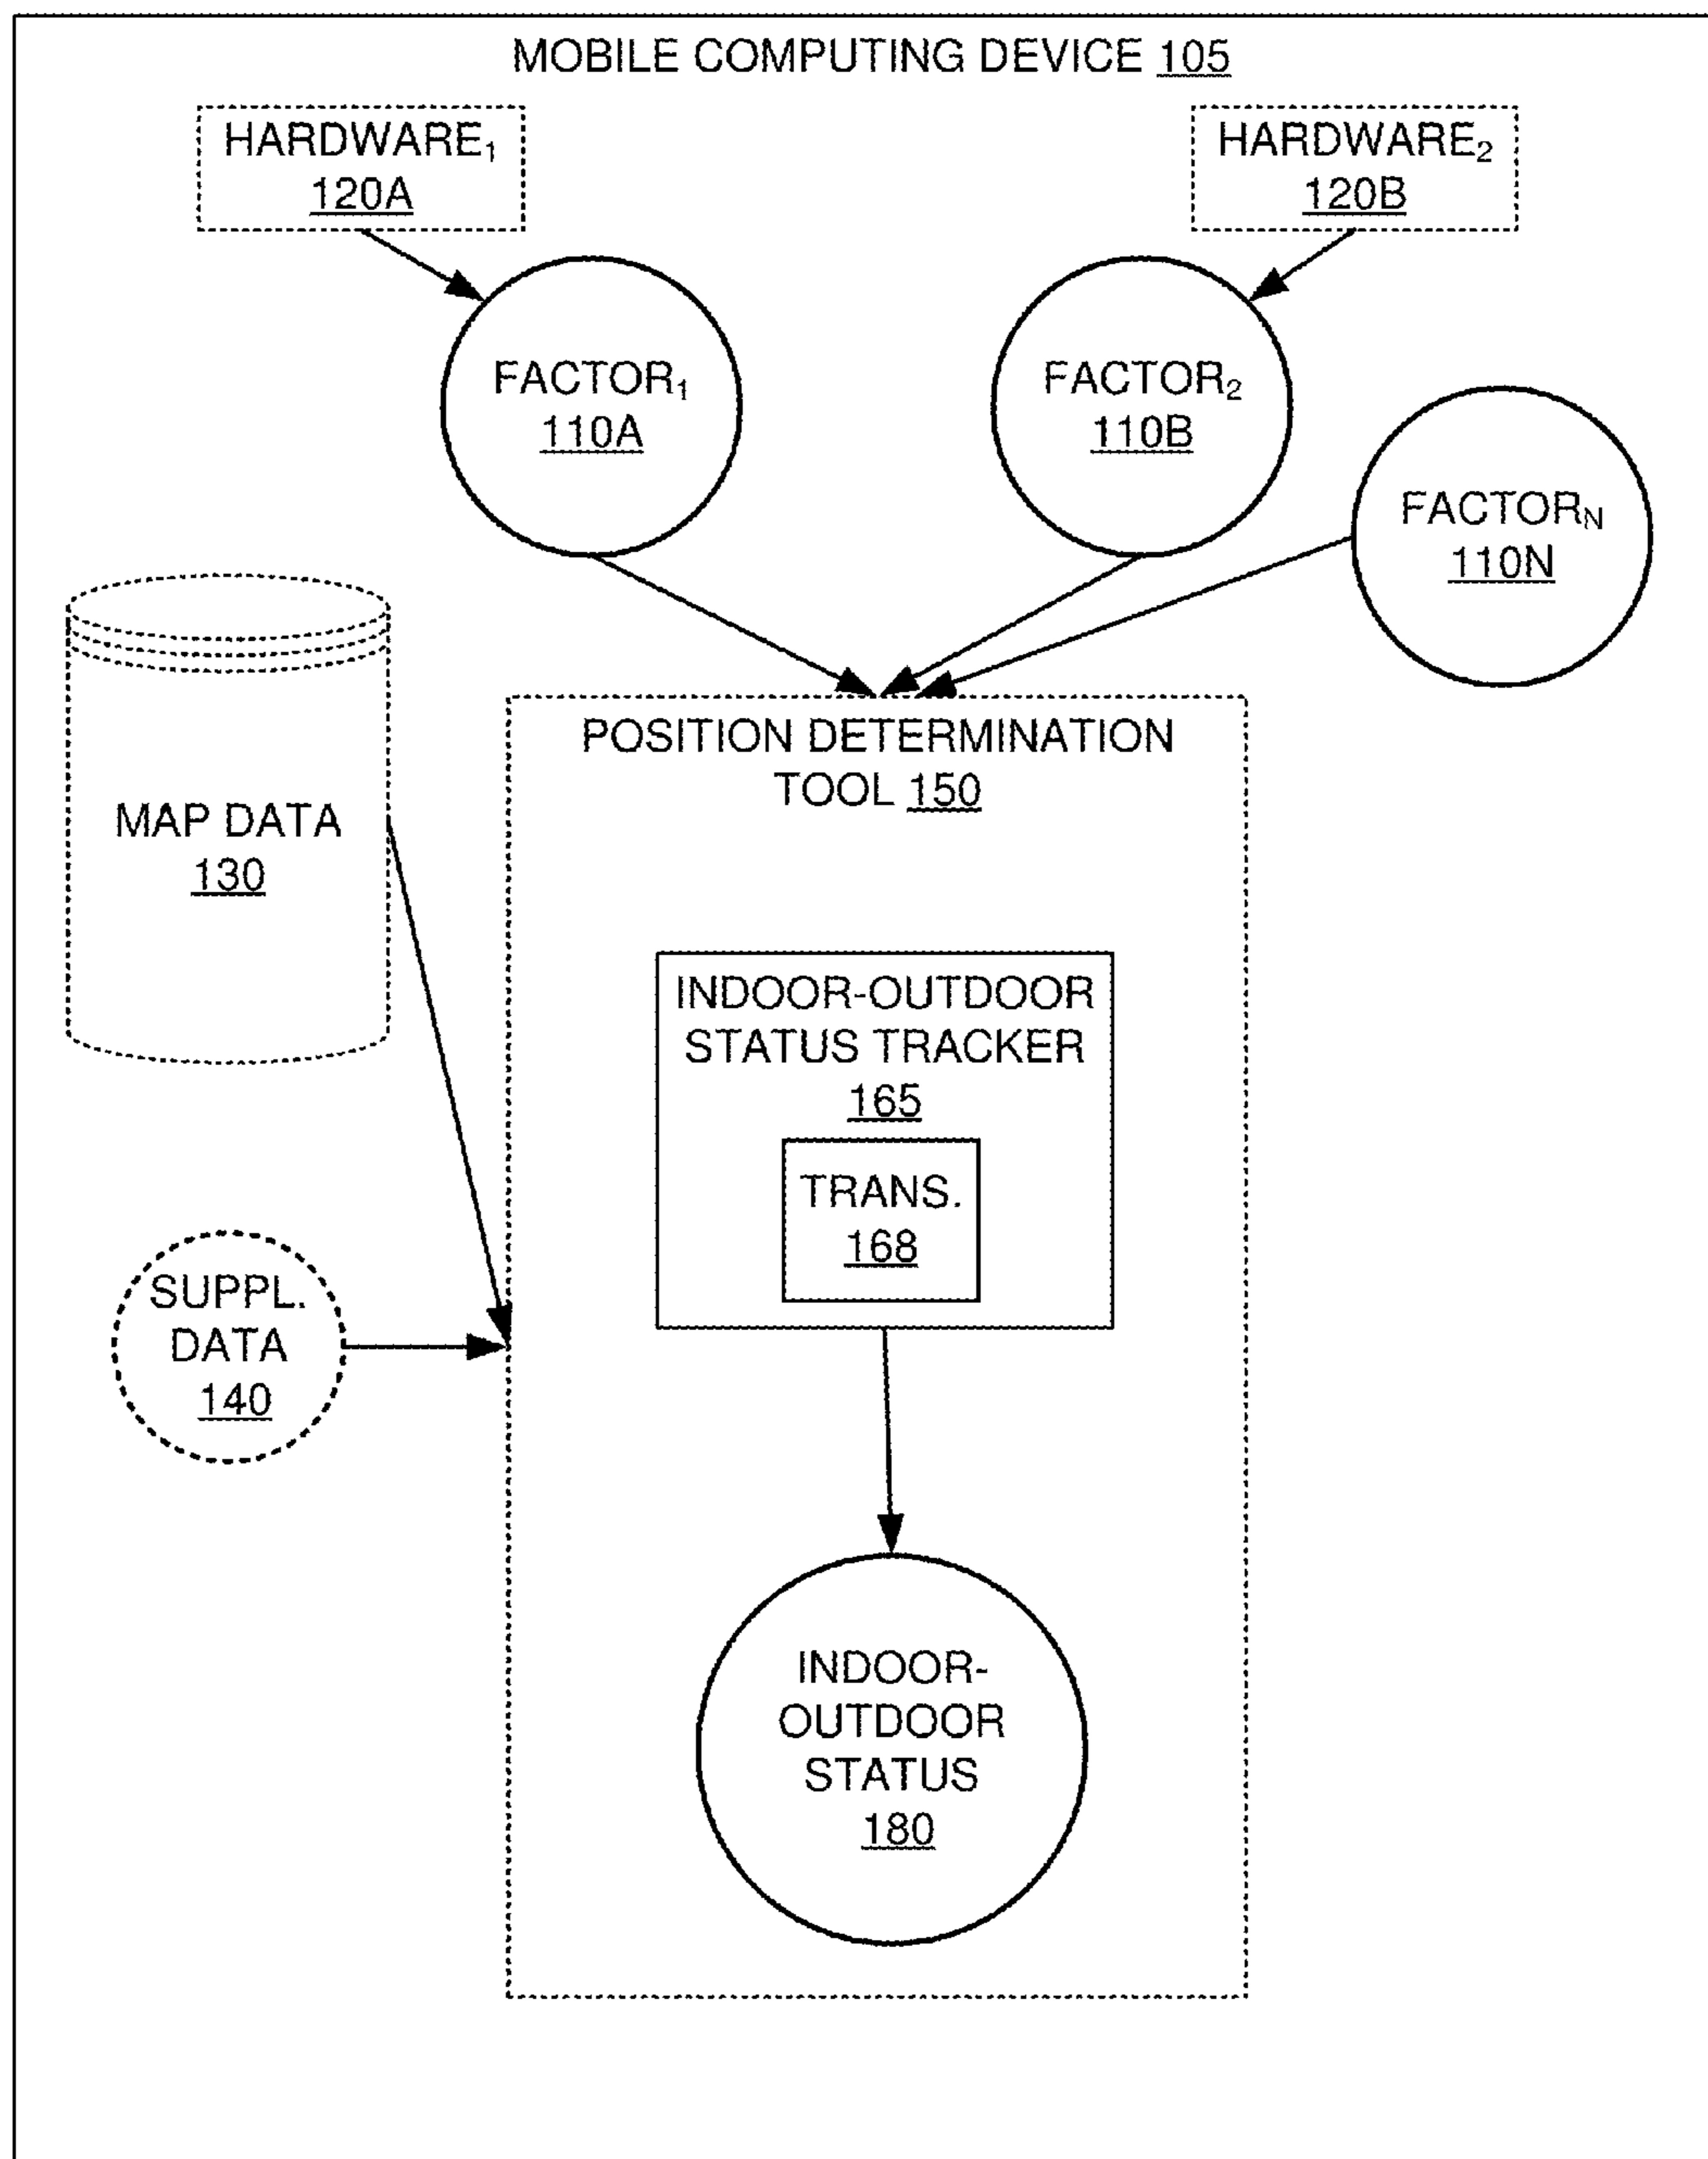 MOBILE COMPUTING DEVICE 105
HARDWARE₁
120A
HARDWARE₂
120B
FACTOR₁
110A
FACTOR₂
110B
FACTORN
110N
POSITION DETERMINATION
TOOL 150
MAP DATA
130
INDOOR-OUTDOOR
STATUS TRACKER
165
TRANS.
168
SUPPL.
DATA
140
INDOOR-
OUTDOOR
STATUS
180